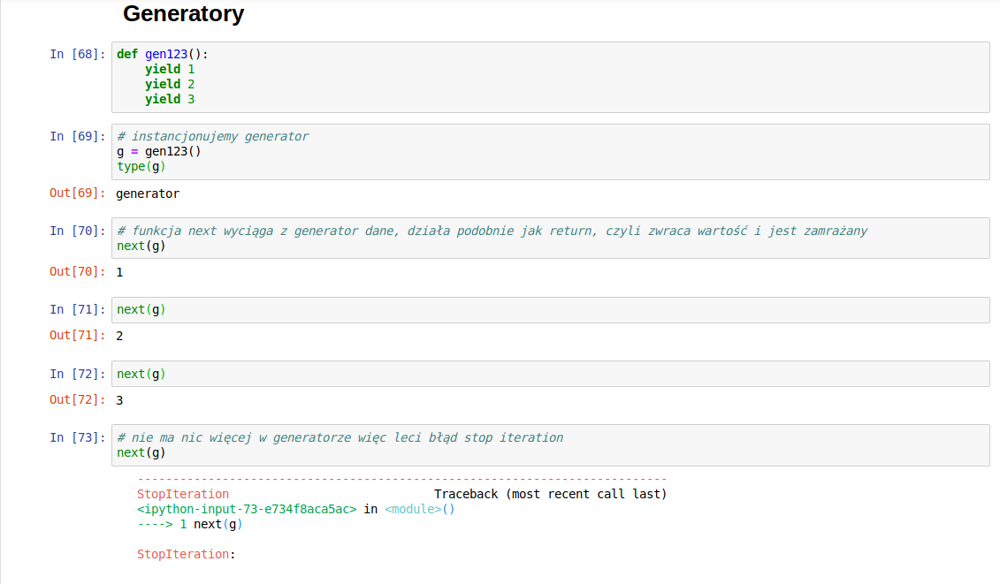 Generatory
In [68]: def gen123():
    yield 1
    yield 2
    yield 3
In [69]: # instancjonujemy generator
g = gen123()
type(g)
Out[69]: generator
In [70]: # funkcja next wyciąga z generator dane, działa podobnie jak return, czyli zwraca wartość i jest zamrażany
next(g)
Out[70]: 1
In [71]: next(g)
Out[71]: 2
In [72]: next(g)
Out[72]: 3
In [73]: # nie ma nic więcej w generatorze więc leci błąd stop iteration
next(g)
---------------------------------------------------------------------------
StopIteration                             Traceback (most recent call last)
<ipython-input-73-e734f8aca5ac> in <module>()
----> 1 next(g)
StopIteration: